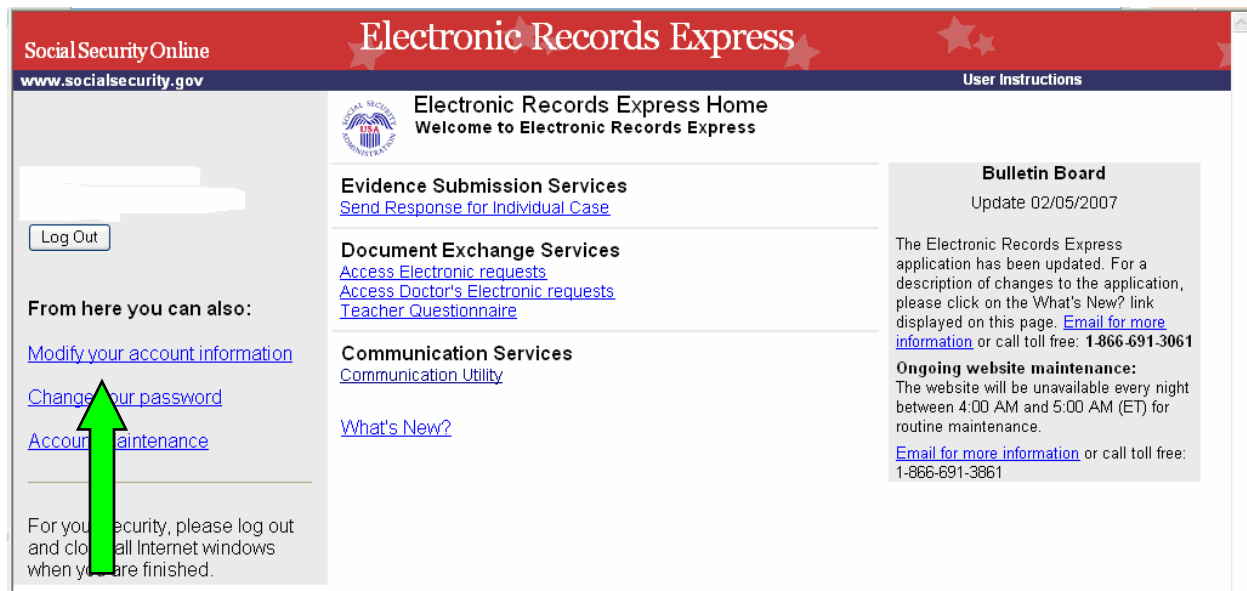 Social Security Online
Electronic Records Express
www.socialsecurity.gov
User Instructions
Log Out
From here you can also:
Modify your account information
Change your password
Account Maintenance
For your security, please log out
and close all Internet windows
when you are finished.
SOCIAL SECURITY
USA
ADMINISTRATION
Electronic Records Express Home
Welcome to Electronic Records Express
Evidence Submission Services
Send Response for Individual Case
Document Exchange Services
Access Electronic requests
Access Doctor's Electronic requests
Teacher Questionnaire
Communication Services
Communication Utility
What's New?
Bulletin Board
Update 02/05/2007
The Electronic Records Express
application has been updated. For a
description of changes to the application,
please click on the What's New? link
displayed on this page. Email for more
information or call toll free: 1-866-691-3061
Ongoing website maintenance:
The website will be unavailable every night
between 4:00 AM and 5:00 AM (ET) for
routine maintenance.
Email for more information or call toll free:
1-866-691-3861